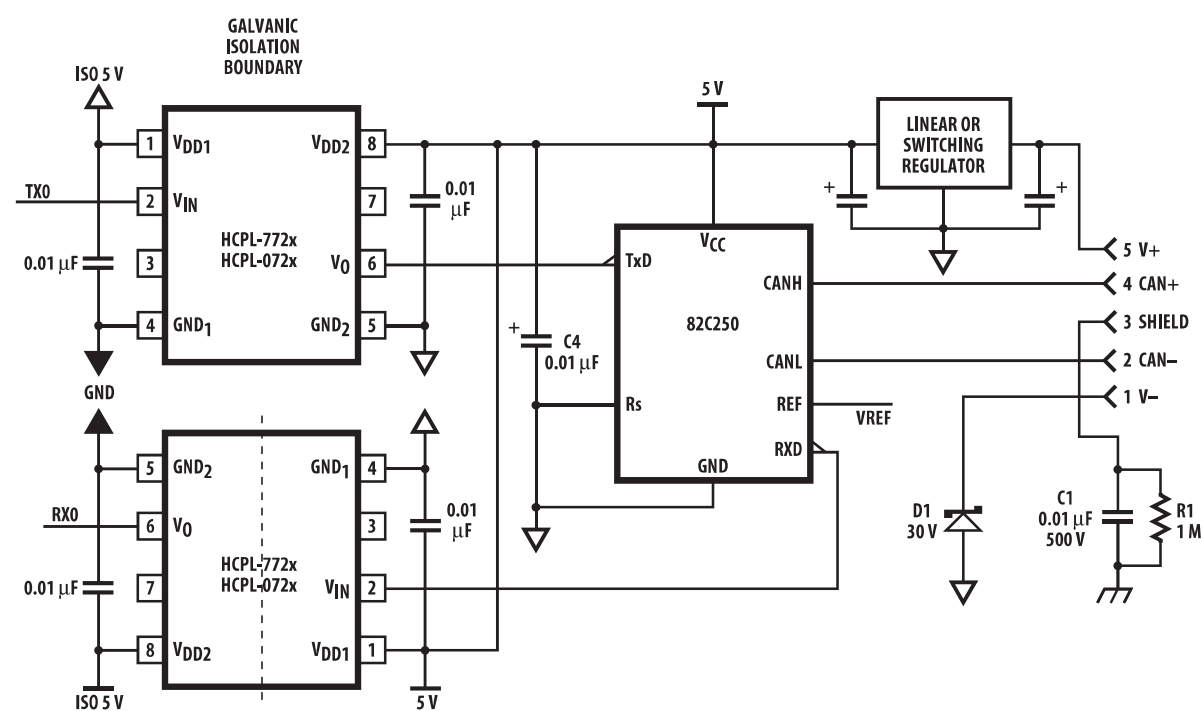 GALVANIC
ISOLATION
BOUNDARY
ISO 5 V
1 VDD1
VDD2 8
TX0
2 VIN
7
0.01 μF
3
HCPL-772x
HCPL-072x
VO 6
4 GND1
GND2 5
GND
0.01
μF
5 GND2
GND1 4
RX0
6 VO
3
0.01
μF
0.01 μF
7
HCPL-772x
HCPL-072x
VIN 2
8 VDD2
VDD1 1
ISO 5 V
5 V
5 V
+
C4
0.01 μF
VCC
TxD
CANH
82C250
CANL
Rs
REF
VREF
RXD
GND
LINEAR OR
SWITCHING
REGULATOR
+
+
5 V+
4 CAN+
3 SHIELD
2 CAN–
1 V–
D1
30 V
C1
0.01 μF
500 V
R1
1 M